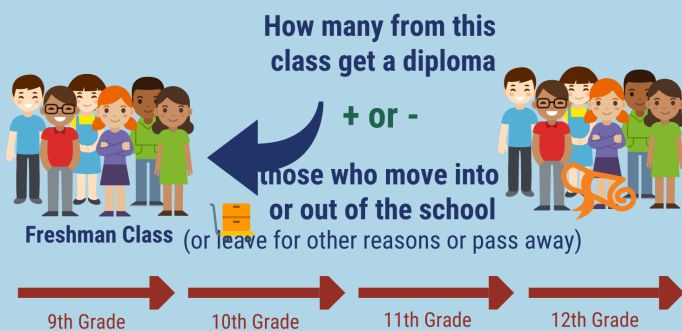 How many from this
class get a diploma
+ or -
those who move into
or out of the school
Freshman Class (or leave for other reasons or pass away)
9th Grade 10th Grade 11th Grade 12th Grade